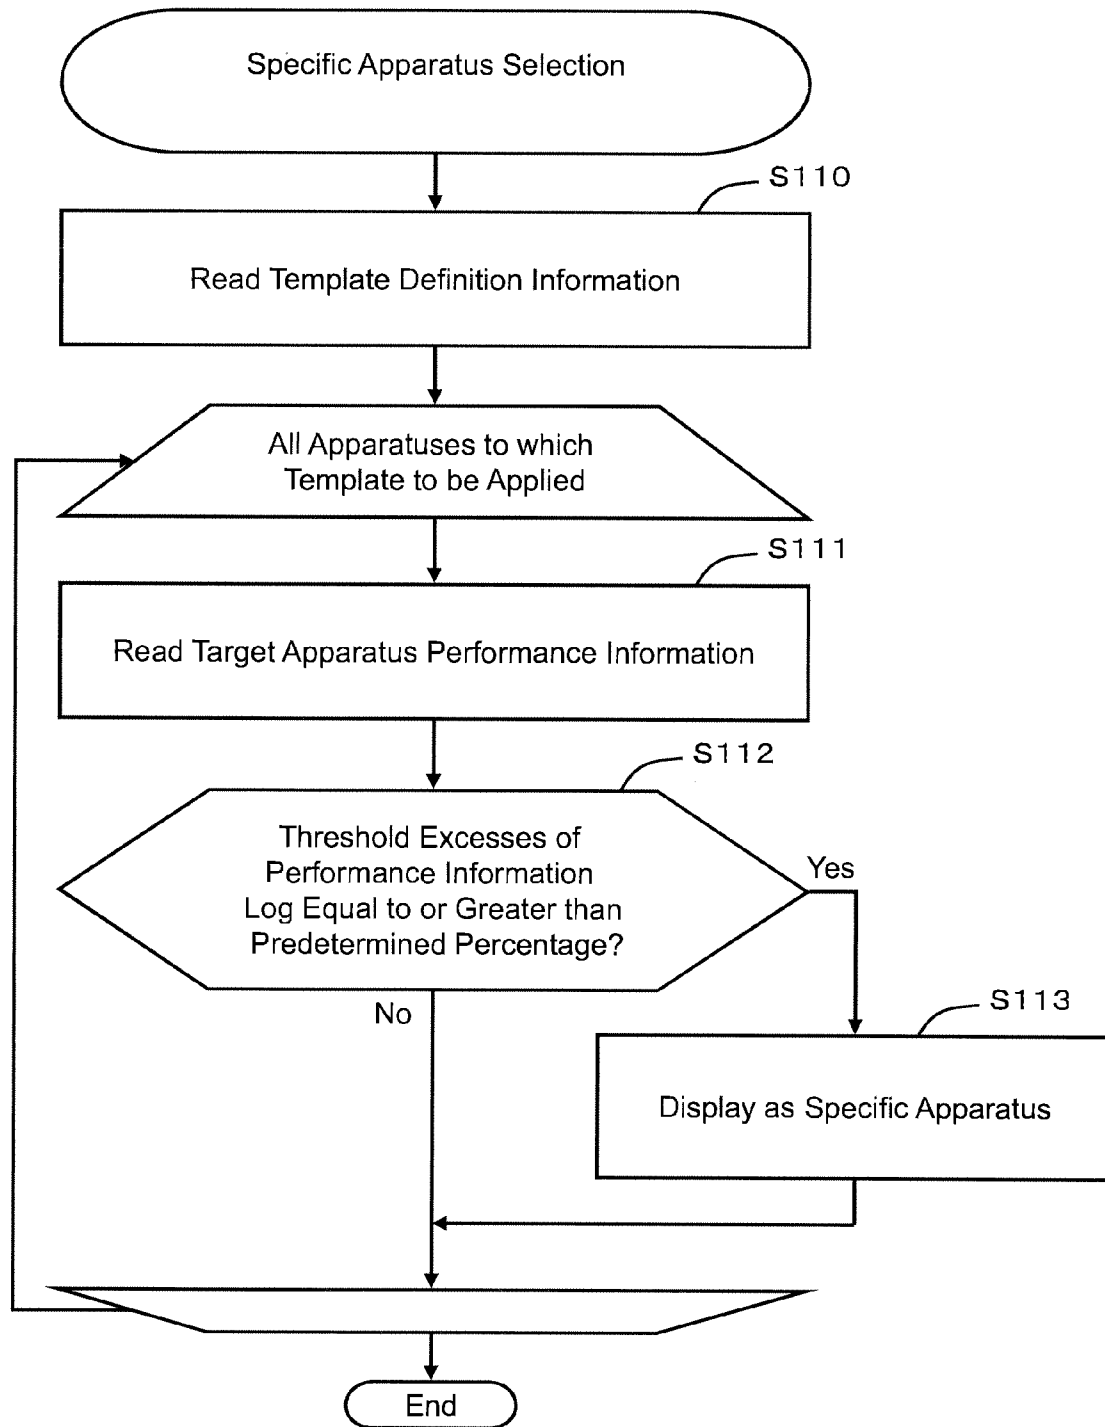 Specific Apparatus Selection
S110
Read Template Definition Information
All Apparatuses to which
Template to be Applied
S111
Read Target Apparatus Performance Information
S112
Threshold Excesses of
Performance Information
Log Equal to or Greater than
Predetermined Percentage?
Yes
No
S113
Display as Specific Apparatus
End